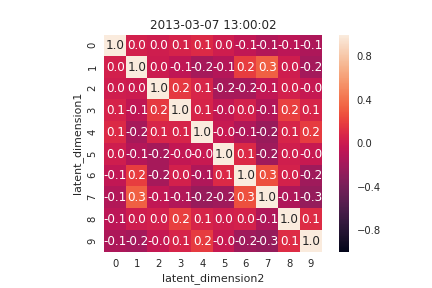 2013-03-07 13:00:02
0 1.0 0.0 0.0 0.1 0.1 0.0 -0.1 -0.1 -0.1 -0.1
1 0.0 1.0 0.0 -0.1 -0.2 -0.1 0.2 0.3 0.0 -0.2
2 0.0 0.0 1.0 0.2 0.1 -0.2 -0.2 -0.1 0.0 -0.0
3 0.1 -0.1 0.2 1.0 0.1 -0.0 -0.0 -0.1 0.2 0.1
4 0.1 -0.2 0.1 0.1 1.0 -0.0 -0.1 -0.2 0.1 0.2
5 0.0 -0.1 -0.2 -0.0 -0.0 1.0 0.1 -0.2 0.0 -0.0
6 -0.1 0.2 -0.2 -0.0 -0.1 0.1 1.0 0.3 0.0 -0.2
7 -0.1 0.3 -0.1 -0.1 -0.2 -0.2 0.3 1.0 -0.1 -0.3
8 -0.1 0.0 0.0 0.2 0.1 0.0 0.0 -0.1 1.0 0.1
9 -0.1 -0.2 -0.0 0.1 0.2 -0.0 -0.2 -0.3 0.1 1.0
0 1 2 3 4 5 6 7 8 9
latent_dimension1
latent_dimension2
0.8
0.4
0.0
−0.4
−0.8